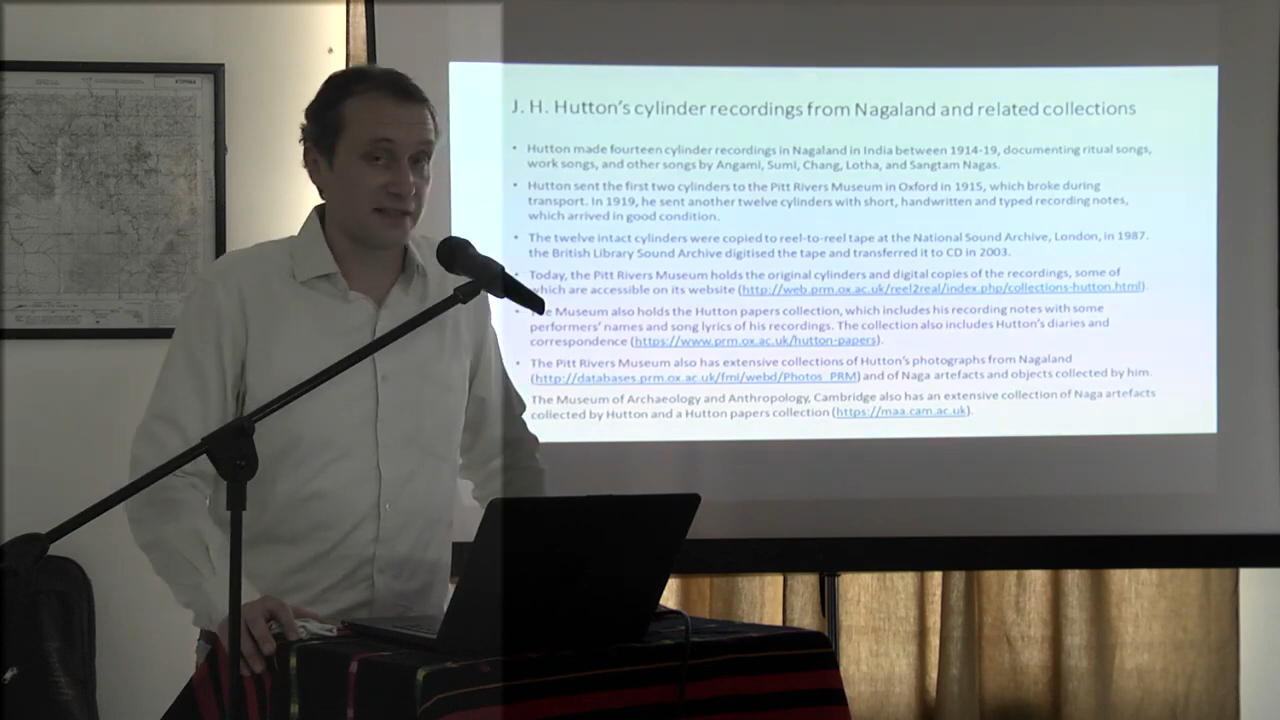 J. H. Hutton's cylinder recordings from Nagaland and related collections
• Hutton made fourteen cylinder recordings in Nagaland in India between 1914-19, documenting ritual songs,
work songs, and other songs by Angami, Sumi, Chang, Lotha, and Sangtam Nagas.
• Hutton sent the first two cylinders to the Pitt Rivers Museum in Oxford in 1915, which broke during
transport. In 1919, he sent another twelve cylinders with short, handwritten and typed recording notes,
which arrived in good condition.
• The twelve intact cylinders were copied to reel-to-reel tape at the National Sound Archive, London, in 1987.
the British Library Sound Archive digitised the tape and transferred it to CD in 2003.
• Today, the Pitt Rivers Museum holds the original cylinders and digital copies of the recordings, some of
which are accessible on its website (http://web.prm.ox.ac.uk/reel2real/index.php/collections-hutton.html).
• Museum also holds the Hutton papers collection, which includes his recording notes with some
performers' names and song lyrics of his recordings. The collection also includes Hutton's diaries and
correspondence (https://www.prm.ox.ac.uk/hutton-papers).
• The Pitt Rivers Museum also has extensive collections of Hutton's photographs from Nagaland
(http://databases.prm.ox.ac.uk/fmi/webd/Photos_PRM) and of Naga artefacts and objects collected by him.
The Museum of Archaeology and Anthropology, Cambridge also has an extensive collection of Naga artefacts
collected by Hutton and a Hutton papers collection (https://maa.cam.ac.uk).